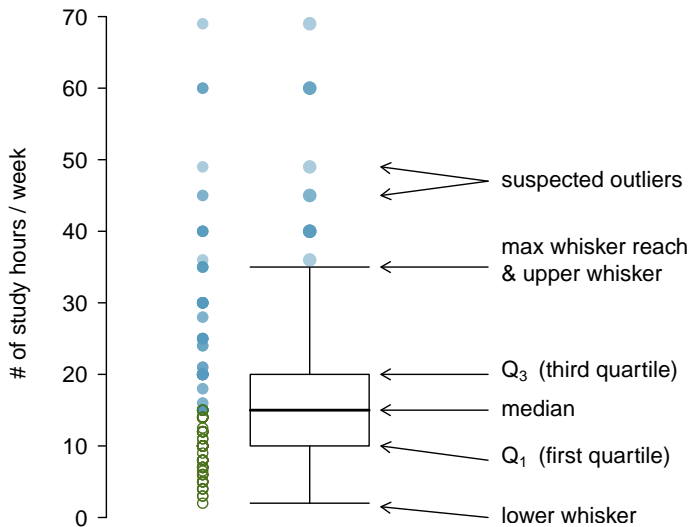 # of study hours / week
70
60
50
40
30
20
10
0
suspected outliers
max whisker reach
& upper whisker
Q₃ (third quartile)
median
Q₁ (first quartile)
lower whisker